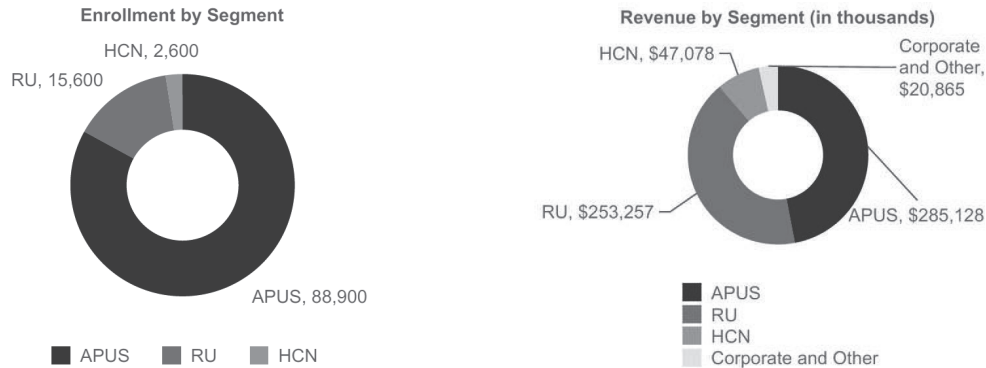 Enrollment by Segment
HCN, 2,600
RU, 15,600
APUS, 88,900
APUS
RU
HCN
Revenue by Segment (in thousands)
HCN, $47,078
Corporate
and Other,
$20,865
RU, $253,257
APUS, $285,128
APUS
RU
HCN
Corporate and Other